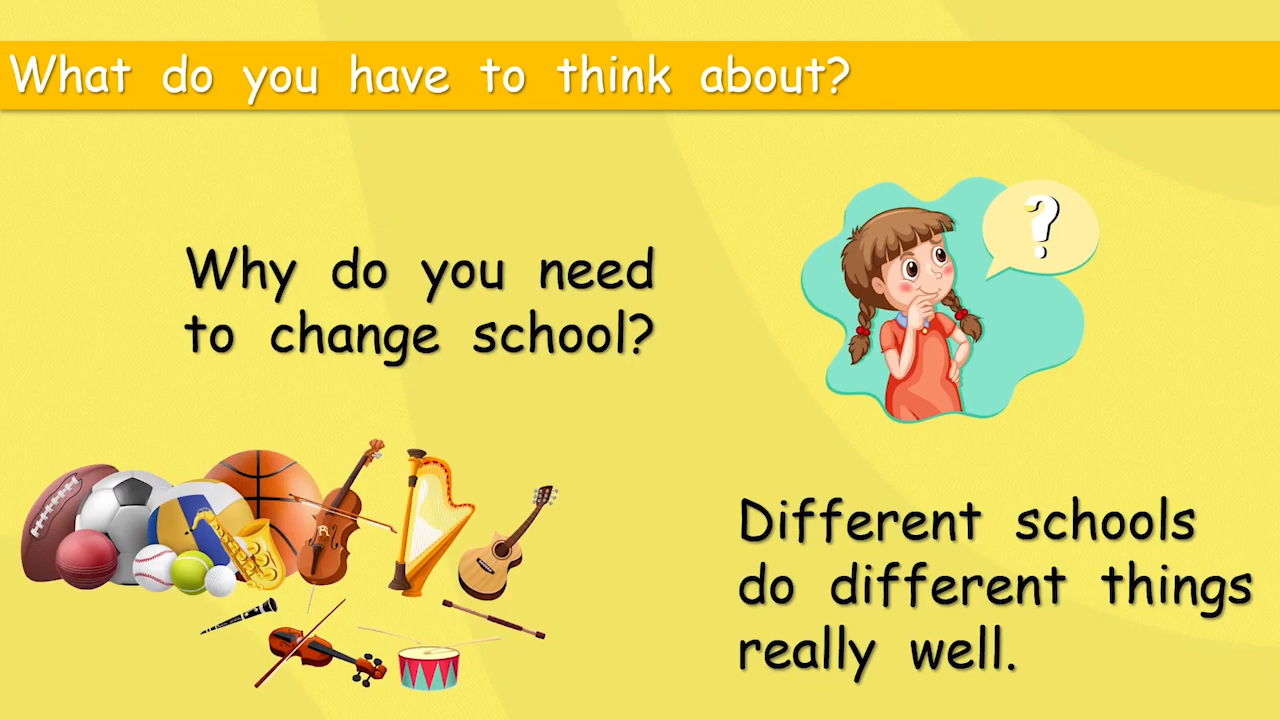 What do you have to think about?
Why do you need
to change school?
?
Different schools
do different things
really well.